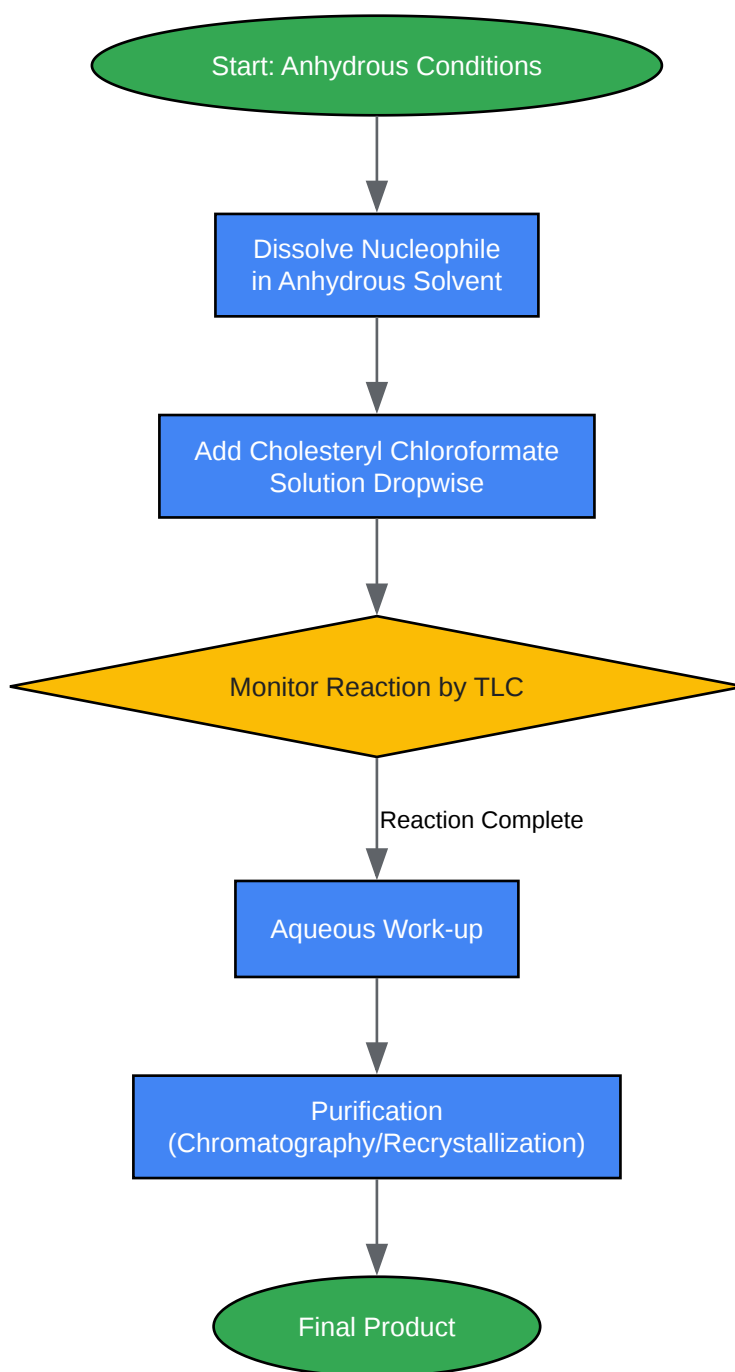 Start: Anhydrous Conditions
Dissolve Nucleophile
in Anhydrous Solvent
Add Cholesteryl Chloroformate
Solution Dropwise
Monitor Reaction by TLC
Reaction Complete
Aqueous Work-up
Purification
(Chromatography/Recrystallization)
Final Product